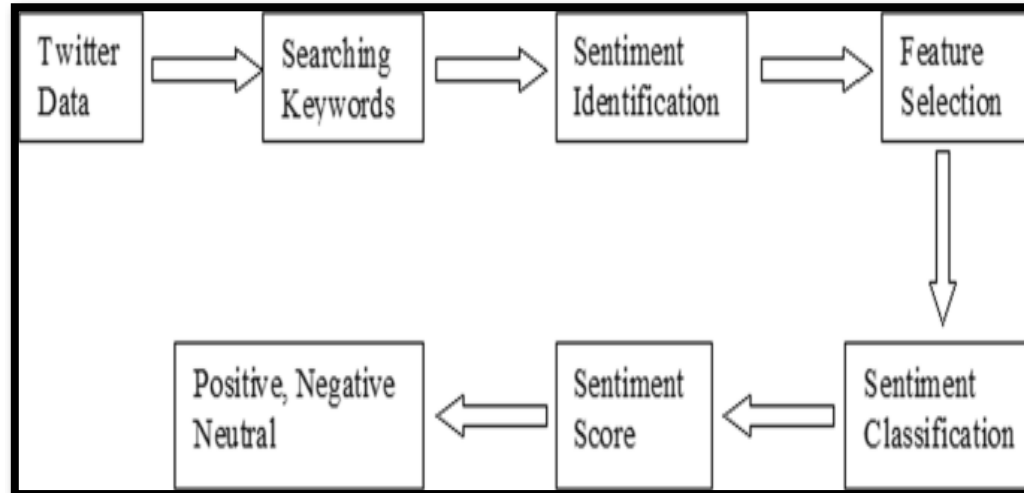 Twitter
Data
Searching
Keywords
Sentiment
Identification
Feature
Selection
Sentiment
Classification
Sentiment
Score
Positive, Negative
Neutral